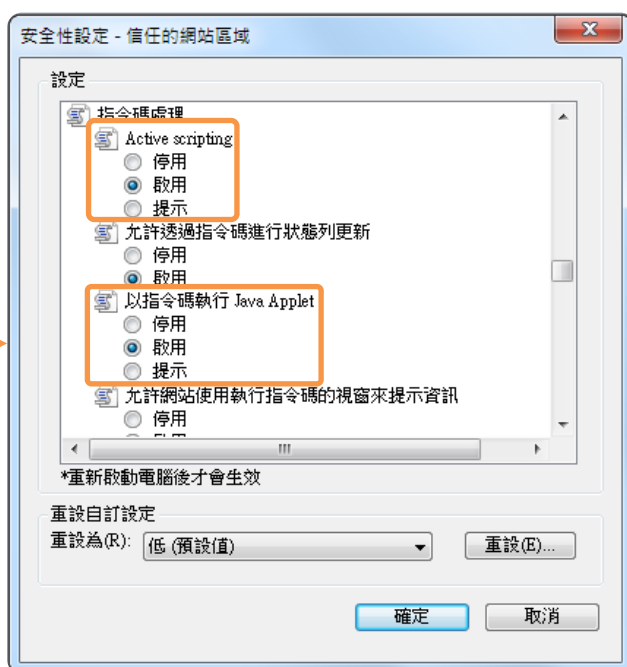 安全性設定 - 信任的網站區域
設定
指令碼處理
Active scripting
停用
啟用
提示
允許透過指令碼進行狀態列更新
停用
啟用
以指令碼執行 Java Applet
停用
啟用
提示
允許網站使用執行指令碼的視窗來提示資訊
停用
*重新啟動電腦後才會生效
重設自訂設定
重設為(R): 低 (預設值) 重設(E)...
確定 取消